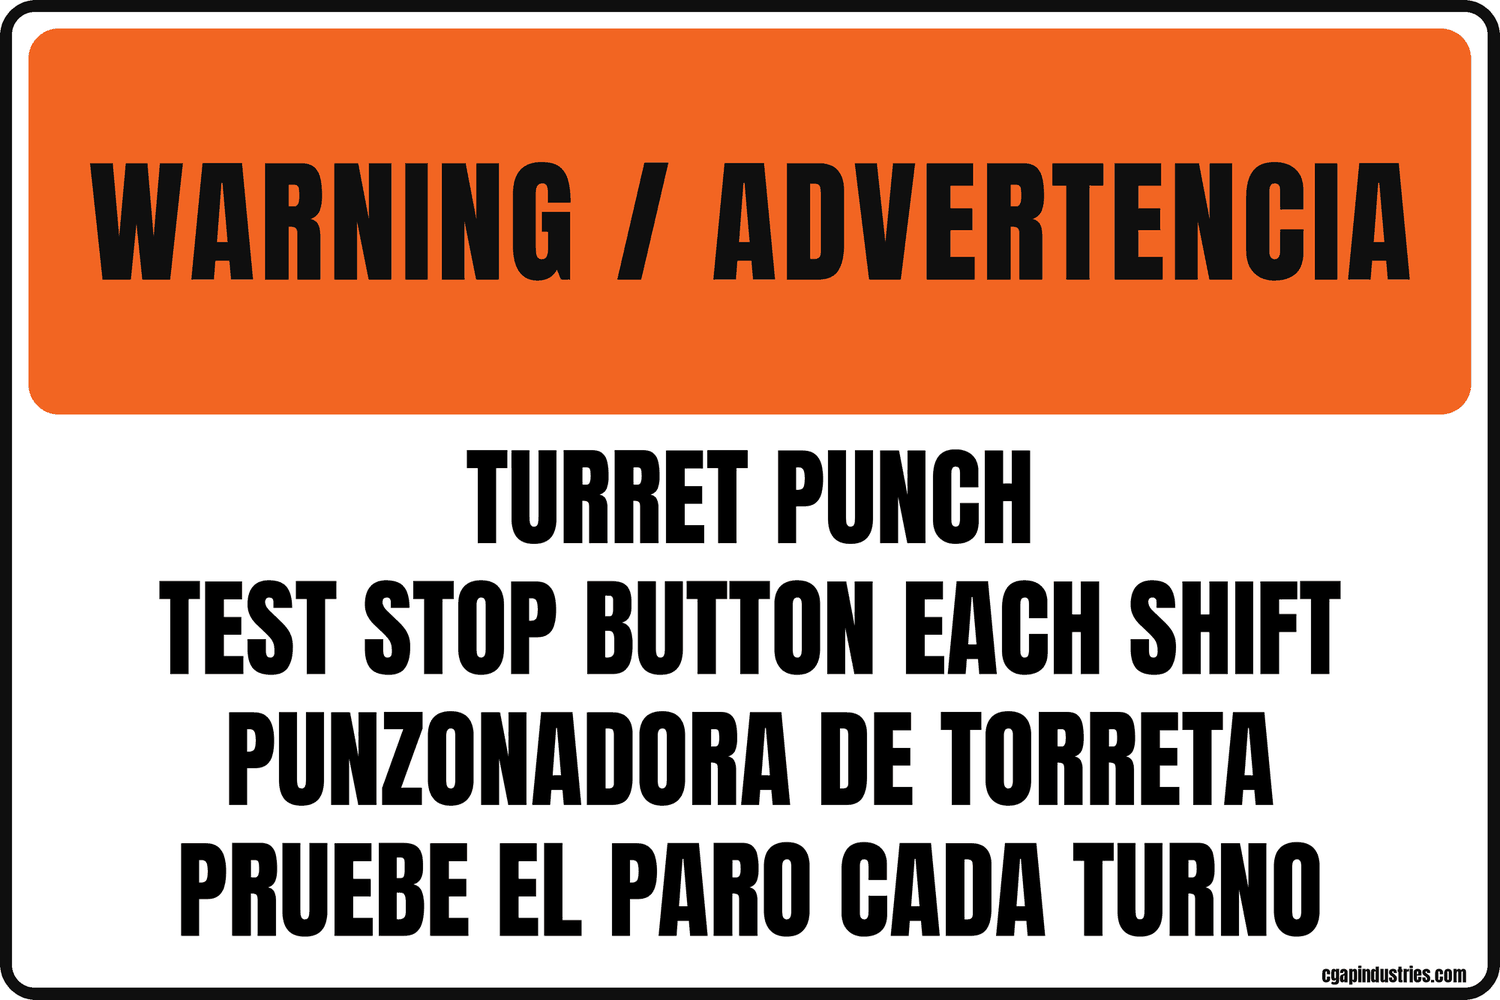 WARNING / ADVERTENCIA
TURRET PUNCH
TEST STOP BUTTON EACH SHIFT
PUNZONADORA DE TORRETA
PRUEBE EL PARO CADA TURNO
cgapindustries.com